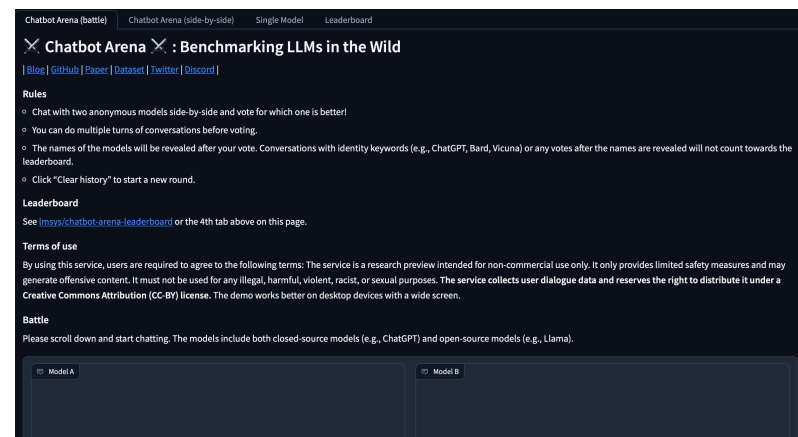 Chatbot Arena (battle) Chatbot Arena (side-by-side) Single Model Leaderboard
⚔ Chatbot Arena ⚔ : Benchmarking LLMs in the Wild
| Blog | GitHub | Paper | Dataset | Twitter | Discord |
Rules
Chat with two anonymous models side-by-side and vote for which one is better!
You can do multiple turns of conversations before voting.
The names of the models will be revealed after your vote. Conversations with identity keywords (e.g., ChatGPT, Bard, Vicuna) or any votes after the names are revealed will not count towards the
leaderboard.
Click “Clear history” to start a new round.
Leaderboard
See lmsys/chatbot-arena-leaderboard or the 4th tab above on this page.
Terms of use
By using this service, users are required to agree to the following terms: The service is a research preview intended for non-commercial use only. It only provides limited safety measures and may
generate offensive content. It must not be used for any illegal, harmful, violent, racist, or sexual purposes. The service collects user dialogue data and reserves the right to distribute it under a
Creative Commons Attribution (CC-BY) license. The demo works better on desktop devices with a wide screen.
Battle
Please scroll down and start chatting. The models include both closed-source models (e.g., ChatGPT) and open-source models (e.g., Llama).
Model A Model B